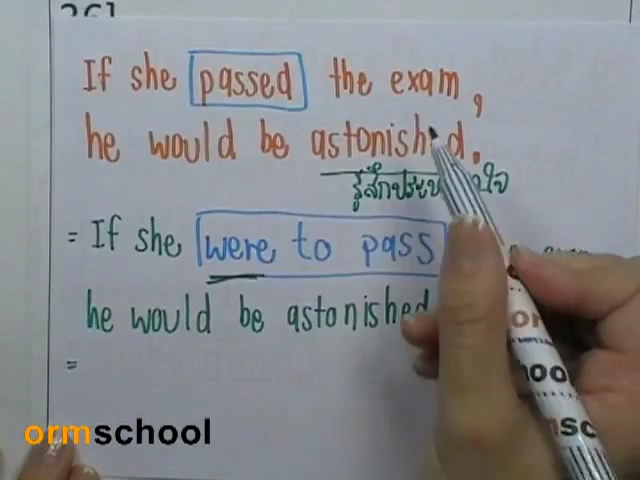 If she passed the exam,
he would be astonished.
= If she were to pass
he would be astonished
=
ormschool